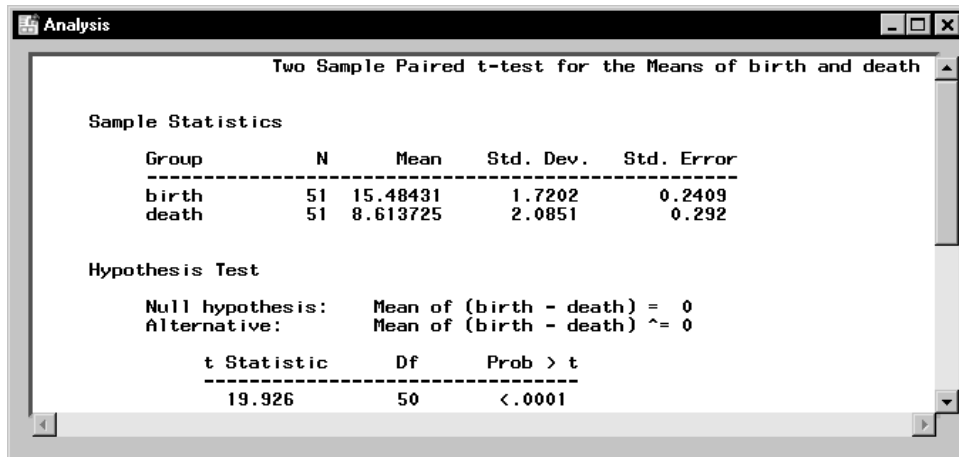 Analysis
Two Sample Paired t-test for the Means of birth and death
Sample Statistics
Group N Mean Std. Dev. Std. Error
----------------------------------------------------
birth 51 15.48431 1.7202 0.2409
death 51 8.613725 2.0851 0.292
Hypothesis Test
Null hypothesis: Mean of (birth - death) = 0
Alternative: Mean of (birth - death) ^= 0
t Statistic Df Prob > t
---------------------------------
19.926 50 <.0001